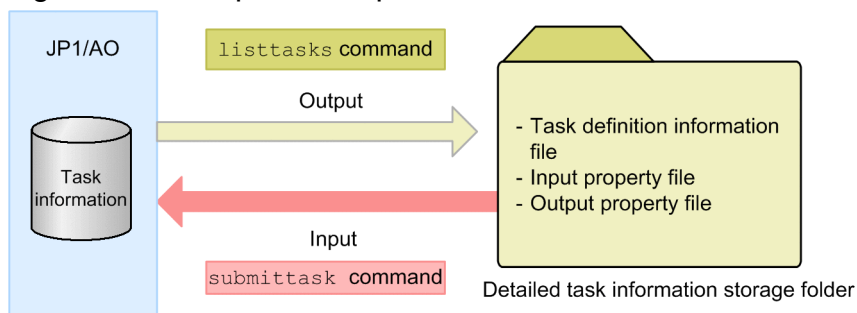 JP1/AO
listtasks command
Output
Task
information
- Task definition information
file
- Input property file
- Output property file
Input
submittask command
Detailed task information storage folder